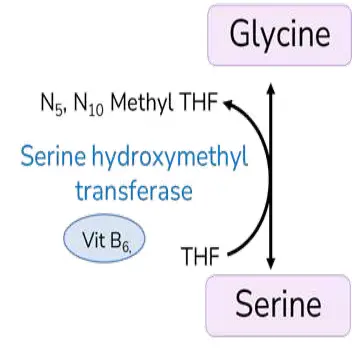 Glycine
N₅, N₁₀ Methyl THF
Serine hydroxymethyl
transferase
Vit B₆,
THF
Serine